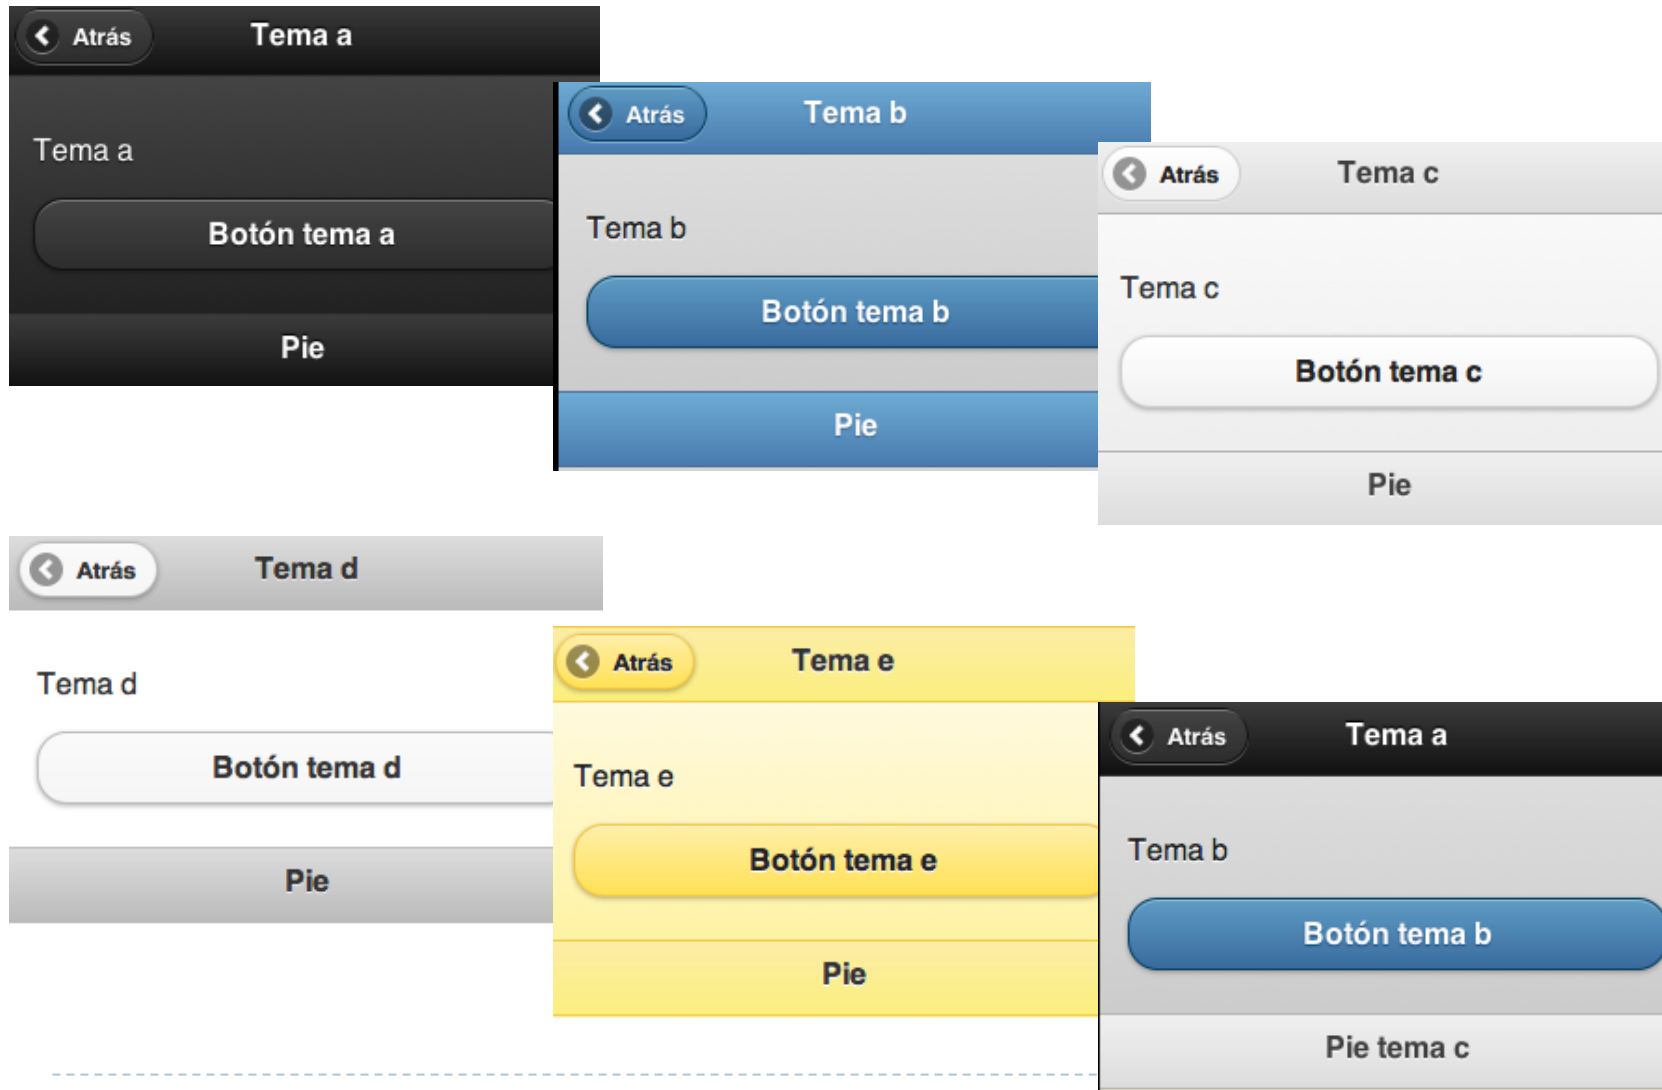 Atrás Tema a
Tema a
Botón tema a
Pie
Atrás Tema b
Tema b
Botón tema b
Pie
Atrás Tema c
Tema c
Botón tema c
Pie
Atrás Tema d
Tema d
Botón tema d
Pie
Atrás Tema e
Tema e
Botón tema e
Pie
Atrás Tema a
Tema b
Botón tema b
Pie tema c